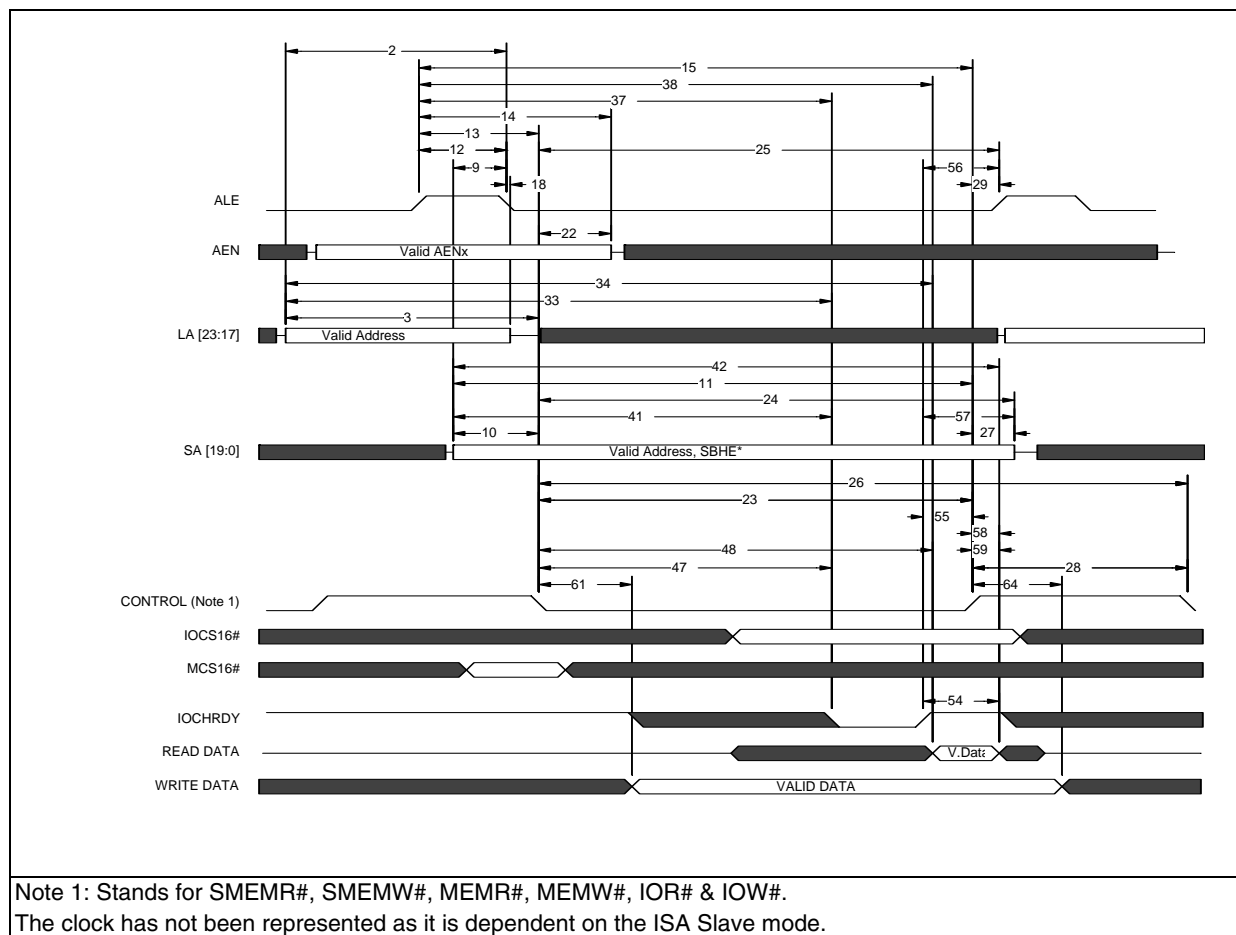 2
15
38
37
14
13
12
25
9
56
18
29
ALE
22
AEN
Valid AENx
34
33
3
LA [23:17]
Valid Address
42
11
24
41
57
10
27
SA [19:0]
Valid Address, SBHE*
26
23
55
58
48
59
47
28
61
64
CONTROL (Note 1)
IOCS16#
MCS16#
54
IOCHRDY
READ DATA
V.Data
WRITE DATA
VALID DATA
Note 1: Stands for SMEMR#, SMEMW#, MEMR#, MEMW#, IOR# & IOW#.
The clock has not been represented as it is dependent on the ISA Slave mode.